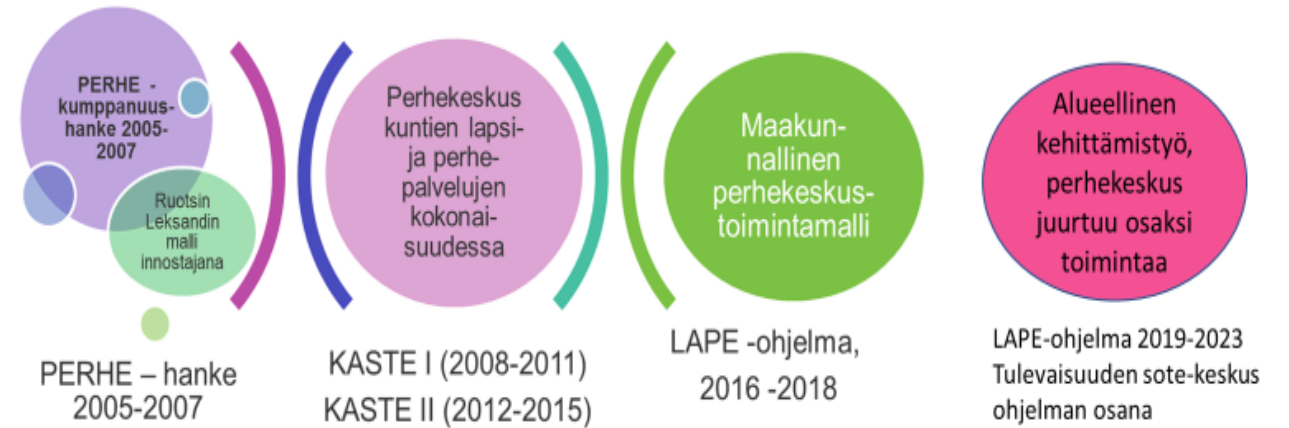 PERHE -
kumppanuus-
hanke 2005-
2007
Ruotsin
Leksandin
malli
innostajana
PERHE – hanke
2005-2007
Perhekeskus
kuntien lapsi-
ja perhe-
palvelujen
kokonai-
suudessa
KASTE I (2008-2011)
KASTE II (2012-2015)
Maakun-
nallinen
perhekeskus-
toimintamalli
LAPE -ohjelma,
2016 -2018
Alueellinen
kehittämistyö,
perhekeskus
juurtuu osaksi
toimintaa
LAPE-ohjelma 2019-2023
Tulevaisuuden sote-keskus
ohjelman osana